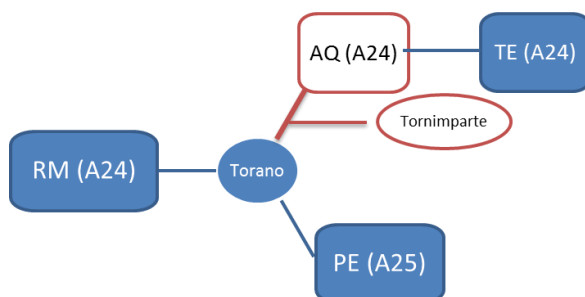 AQ (A24)
TE (A24)
Tornimparte
RM (A24)
Torano
PE (A25)